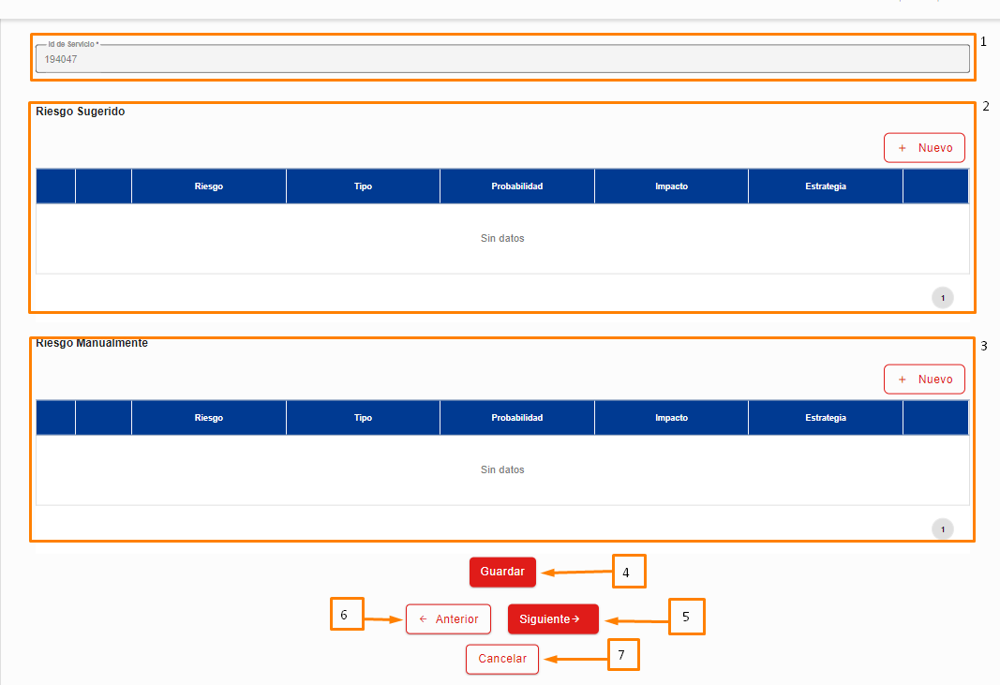 Id de Servicio *
1
194047
2
Riesgo Sugerido
+ Nuevo
Riesgo Tipo Probabilidad Impacto Estrategia
Sin datos
1
3
Riesgo Manualmente
+ Nuevo
Riesgo Tipo Probabilidad Impacto Estrategia
Sin datos
1
Guardar 4
6 ← Anterior Siguiente→ 5
Cancelar 7